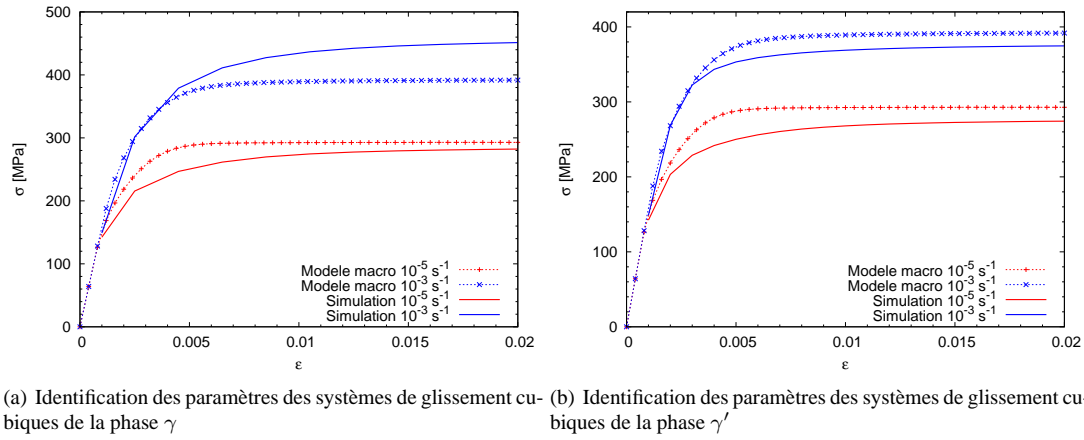 500
400
300
200
100
0
σ [MPa]
0
0.005
0.01
0.015
0.02
ε
Modele macro 10⁻⁵ s⁻¹
Modele macro 10⁻³ s⁻¹
Simulation 10⁻⁵ s⁻¹
Simulation 10⁻³ s⁻¹
(a) Identification des paramètres des systèmes de glissement cu-
biques de la phase γ
400
300
200
100
0
σ [MPa]
0
0.005
0.01
0.015
0.02
ε
Modele macro 10⁻⁵ s⁻¹
Modele macro 10⁻³ s⁻¹
Simulation 10⁻⁵ s⁻¹
Simulation 10⁻³ s⁻¹
(b) Identification des paramètres des systèmes de glissement cu-
biques de la phase γ′